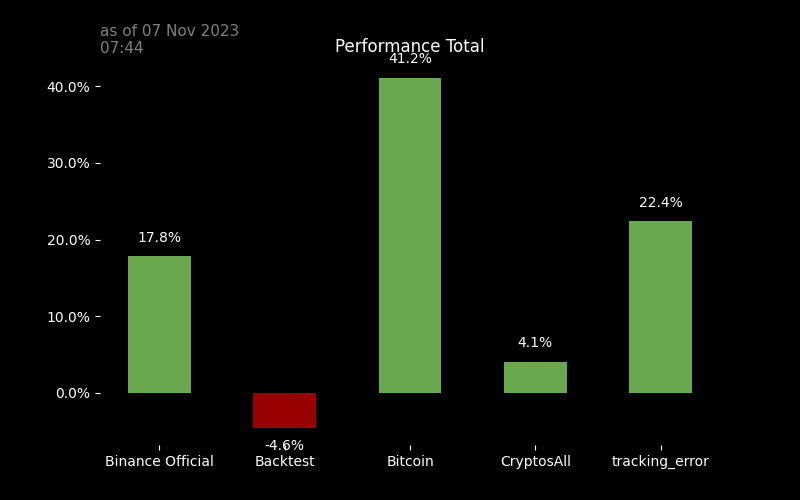 as of 07 Nov 2023
07:44
Performance Total
41.2%
40.0%
30.0%
22.4%
20.0%
17.8%
10.0%
4.1%
0.0%
-4.6%
Binance Official
Backtest
Bitcoin
CryptosAll
tracking_error